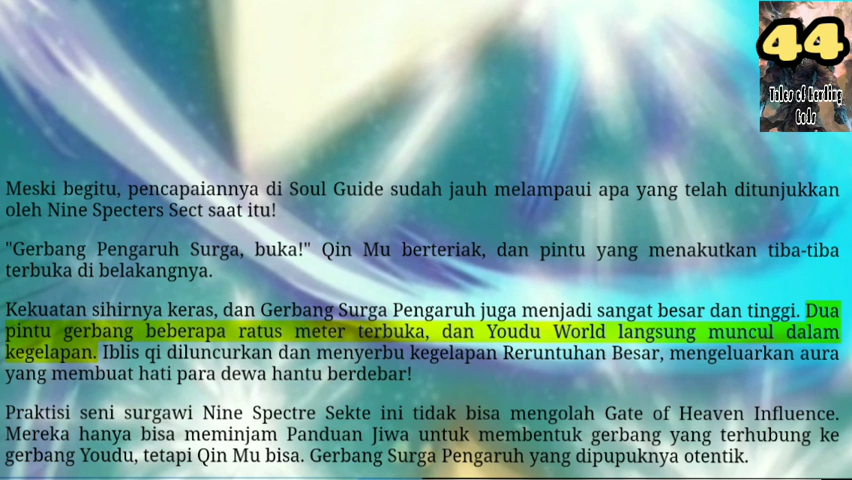 44
Tales of Herding
Gods
Meski begitu, pencapaiannya di Soul Guide sudah jauh melampaui apa yang telah ditunjukkan
oleh Nine Specters Sect saat itu!
"Gerbang Pengaruh Surga, buka!" Qin Mu berteriak, dan pintu yang menakutkan tiba-tiba
terbuka di belakangnya.
Kekuatan sihirnya keras, dan Gerbang Surga Pengaruh juga menjadi sangat besar dan tinggi. Dua
pintu gerbang beberapa ratus meter terbuka, dan Youdu World langsung muncul dalam
kegelapan. Iblis qi diluncurkan dan menyerbu kegelapan Reruntuhan Besar, mengeluarkan aura
yang membuat hati para dewa hantu berdebar!
Praktisi seni surgawi Nine Spectre Sekte ini tidak bisa mengolah Gate of Heaven Influence.
Mereka hanya bisa meminjam Panduan Jiwa untuk membentuk gerbang yang terhubung ke
gerbang Youdu, tetapi Qin Mu bisa. Gerbang Surga Pengaruh yang dipupuknya otentik.